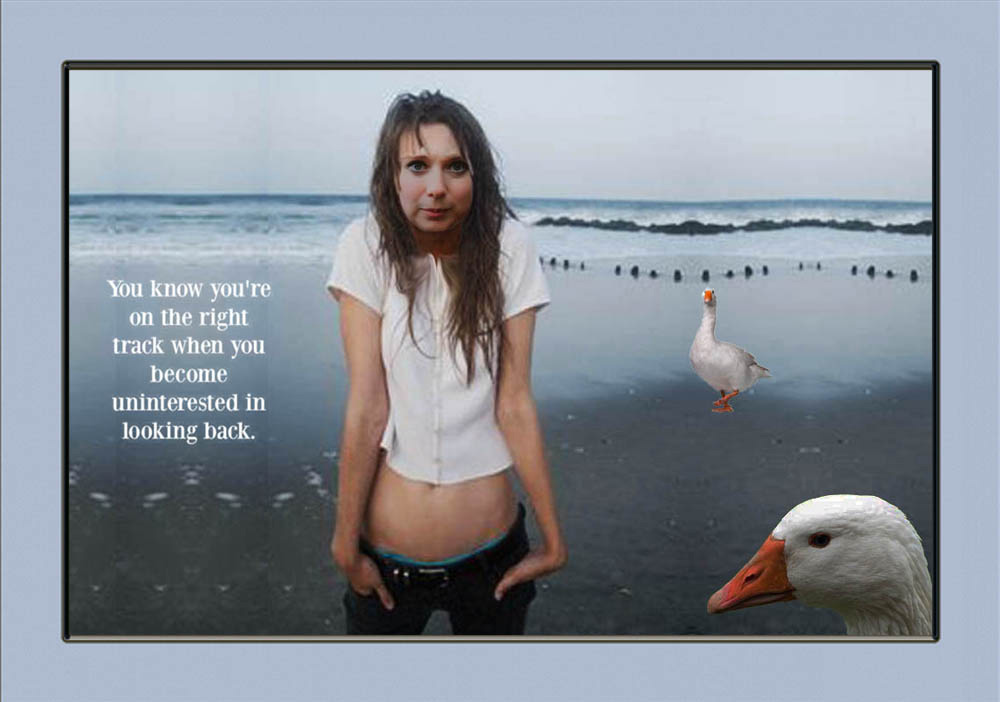 You know you're
on the right
track when you
become
uninterested in
looking back.